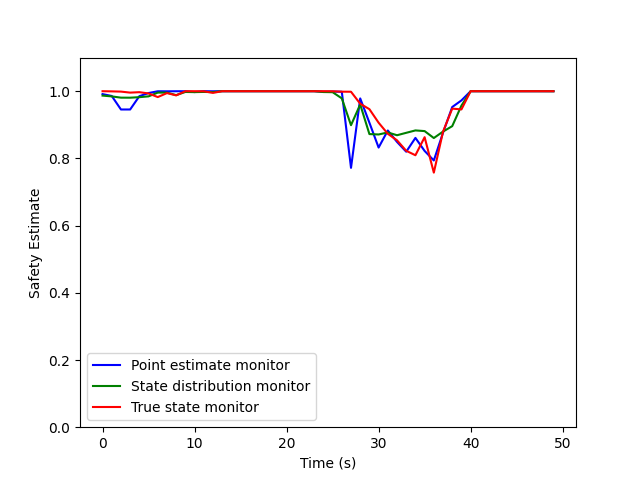 1.0
0.8
0.6
0.4
0.2
0.0
Safety Estimate
Point estimate monitor
State distribution monitor
True state monitor
0 10 20 30 40 50
Time (s)